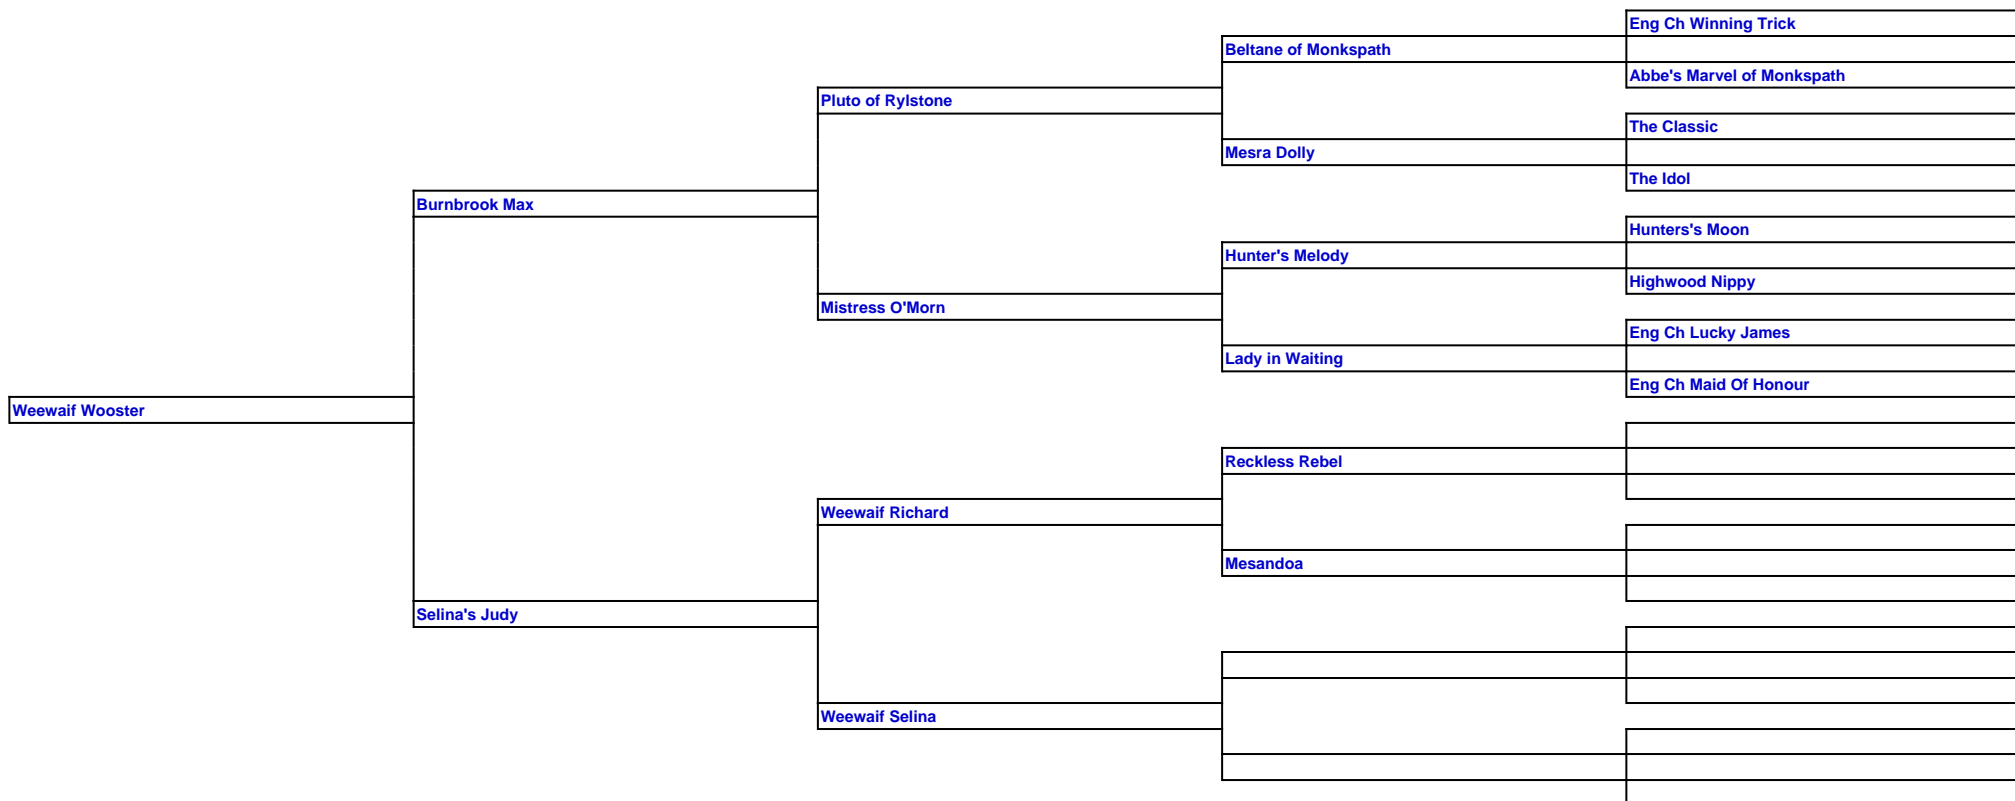 Eng Ch Winning Trick
Beltane of Monkspath
Abbe's Marvel of Monkspath
Pluto of Rylstone
The Classic
Mesra Dolly
The Idol
Burnbrook Max
Hunters's Moon
Hunter's Melody
Highwood Nippy
Mistress O'Morn
Eng Ch Lucky James
Lady in Waiting
Eng Ch Maid Of Honour
Weewaif Wooster
Reckless Rebel
Weewaif Richard
Mesandoa
Selina's Judy
Weewaif Selina